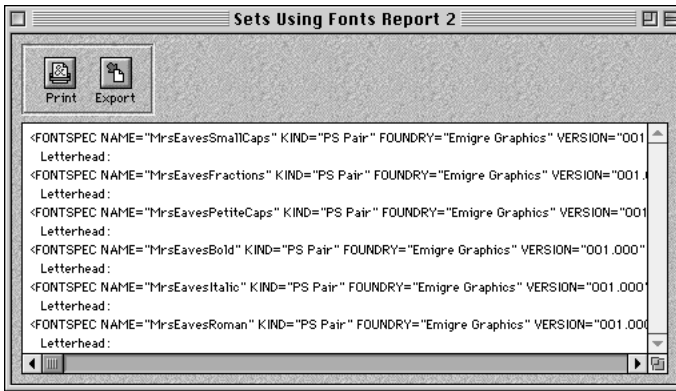 Sets Using Fonts Report 2
Print Export
<FONTSPEC NAME="MrsEavesSmallCaps" KIND="PS Pair" FOUNDRY="Emigre Graphics" VERSION="001
Letterhead:
<FONTSPEC NAME="MrsEavesFractions" KIND="PS Pair" FOUNDRY="Emigre Graphics" VERSION="001.
Letterhead:
<FONTSPEC NAME="MrsEavesPetiteCaps" KIND="PS Pair" FOUNDRY="Emigre Graphics" VERSION="001
Letterhead:
<FONTSPEC NAME="MrsEavesBold" KIND="PS Pair" FOUNDRY="Emigre Graphics" VERSION="001.000"
Letterhead:
<FONTSPEC NAME="MrsEavesItalic" KIND="PS Pair" FOUNDRY="Emigre Graphics" VERSION="001.000"
Letterhead:
<FONTSPEC NAME="MrsEavesRoman" KIND="PS Pair" FOUNDRY="Emigre Graphics" VERSION="001.000
Letterhead: